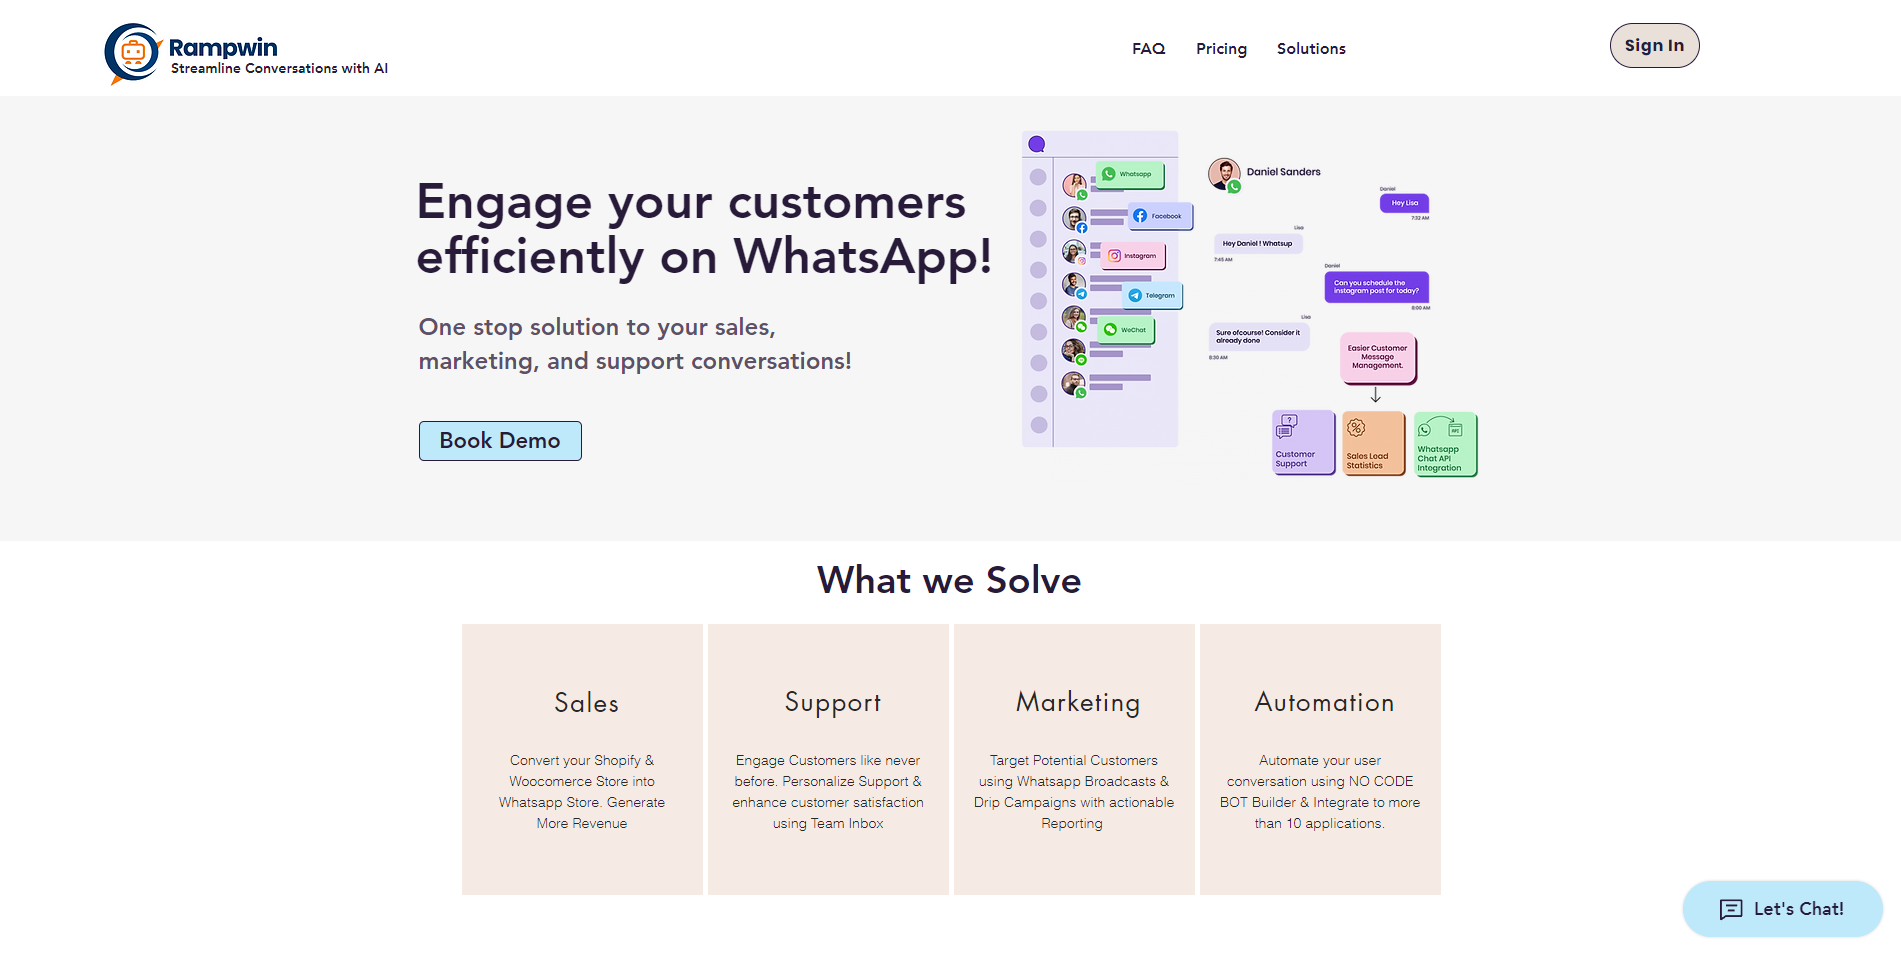 Rampwin
Streamline Conversations with AI
FAQ
Pricing
Solutions
Sign In
Engage your customers
efficiently on WhatsApp!
One stop solution to your sales,
marketing, and support conversations!
Book Demo
Whatsapp
Facebook
Instagram
Telegram
WeChat
Daniel Sanders
Daniel
Hey Lisa
7:32 AM
Lisa
Hey Daniel ! Whatsup
7:45 AM
Daniel
Can you schedule the
instagram post for today?
8:00 AM
Lisa
Sure ofcourse! Consider it
already done
8:30 AM
Easier Customer
Message
Management.
Customer
Support
Sales Lead
Statistics
Whatsapp
Chat API
Integration
What we Solve
Sales
Convert your Shopify &
Woocomerce Store into
Whatsapp Store. Generate
More Revenue
Support
Engage Customers like never
before. Personalize Support &
enhance customer satisfaction
using Team Inbox
Marketing
Target Potential Customers
using Whatsapp Broadcasts &
Drip Campaigns with actionable
Reporting
Automation
Automate your user
conversation using NO CODE
BOT Builder & Integrate to more
than 10 applications.
Let's Chat!